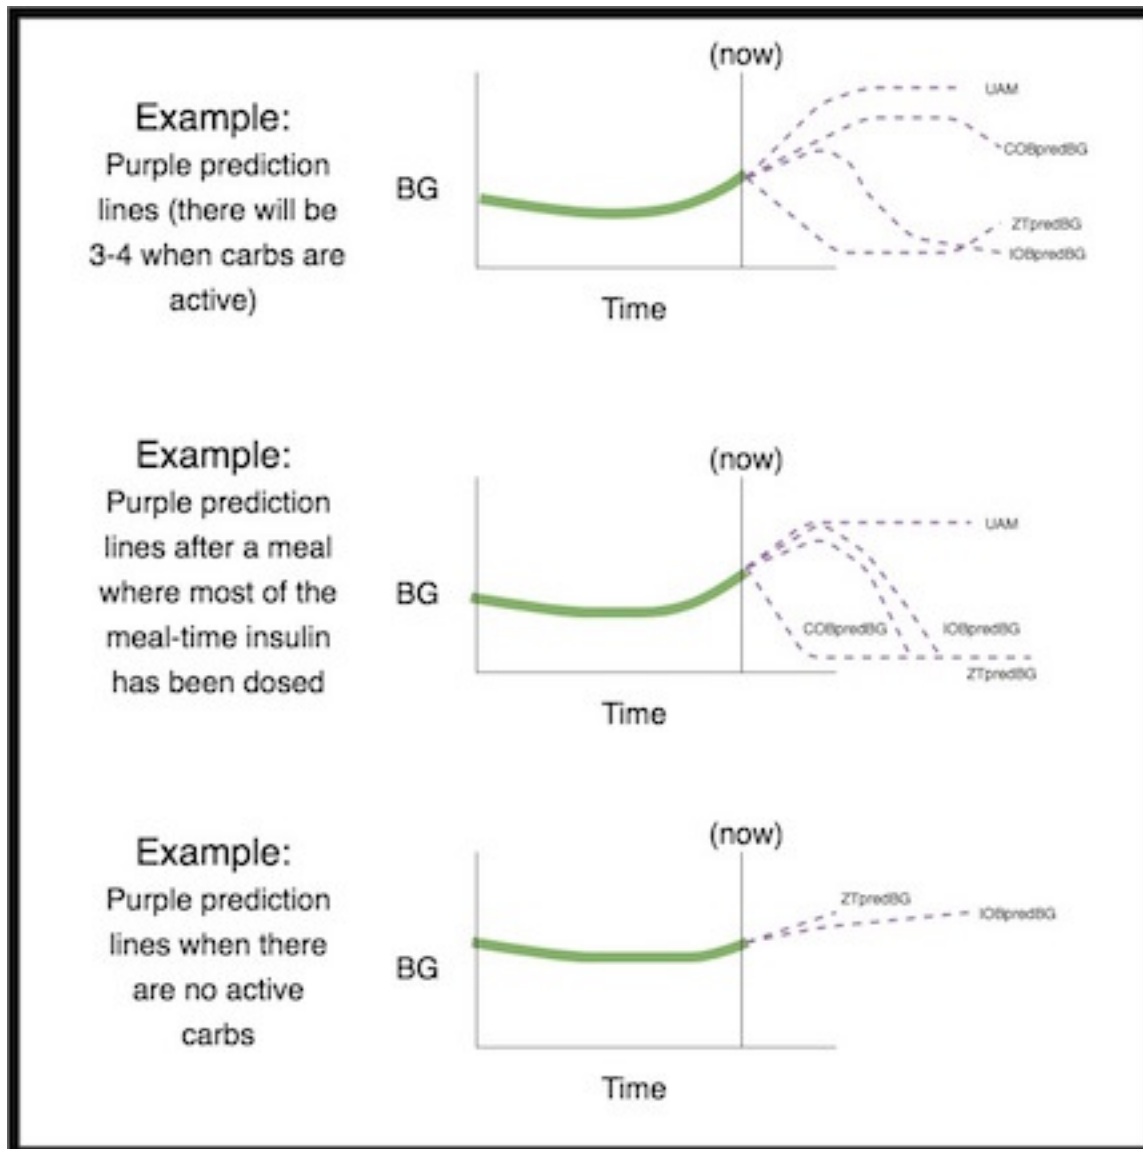 Example:
Purple prediction
lines (there will be
3-4 when carbs are
active)
(now)
BG
UAM
COBpredBG
ZTpredBG
IOBpredBG
Time
Example:
Purple prediction
lines after a meal
where most of the
meal-time insulin
has been dosed
(now)
BG
UAM
COBpredBG
IOBpredBG
ZTpredBG
Time
Example:
Purple prediction
lines when there
are no active
carbs
(now)
BG
ZTpredBG
IOBpredBG
Time